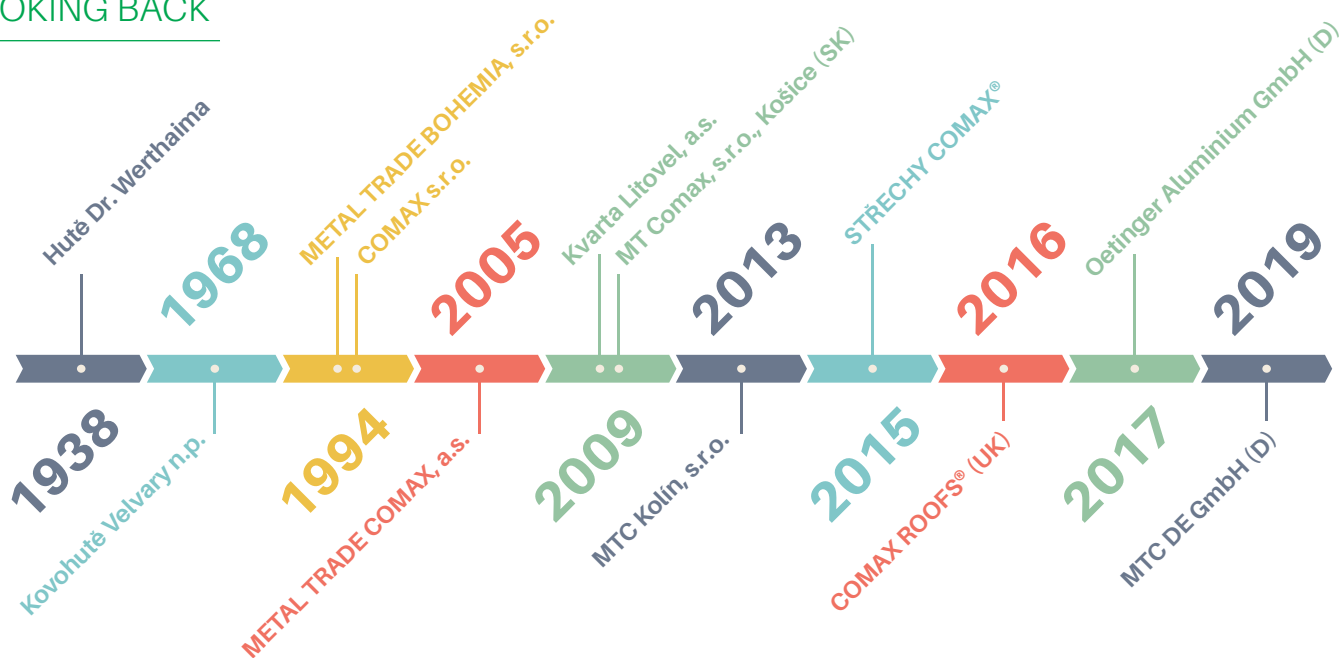 OKING BACK
Hutě Dr. Werthaima
1938
1968
Kovohutě Velvary n.p.
METAL TRADE BOHEMIA, s.r.o.
COMAX s.r.o.
1994
2005
METAL TRADE COMAX, a.s.
Kvarta Litovel, a.s.
MT Comax, s.r.o., Košice (SK)
2009
2013
MTC Kolín, s.r.o.
STŘECHY COMAX®
2015
2016
COMAX ROOFS® (UK)
Oetinger Aluminium GmbH (D)
2017
2019
MTC DE GmbH (D)